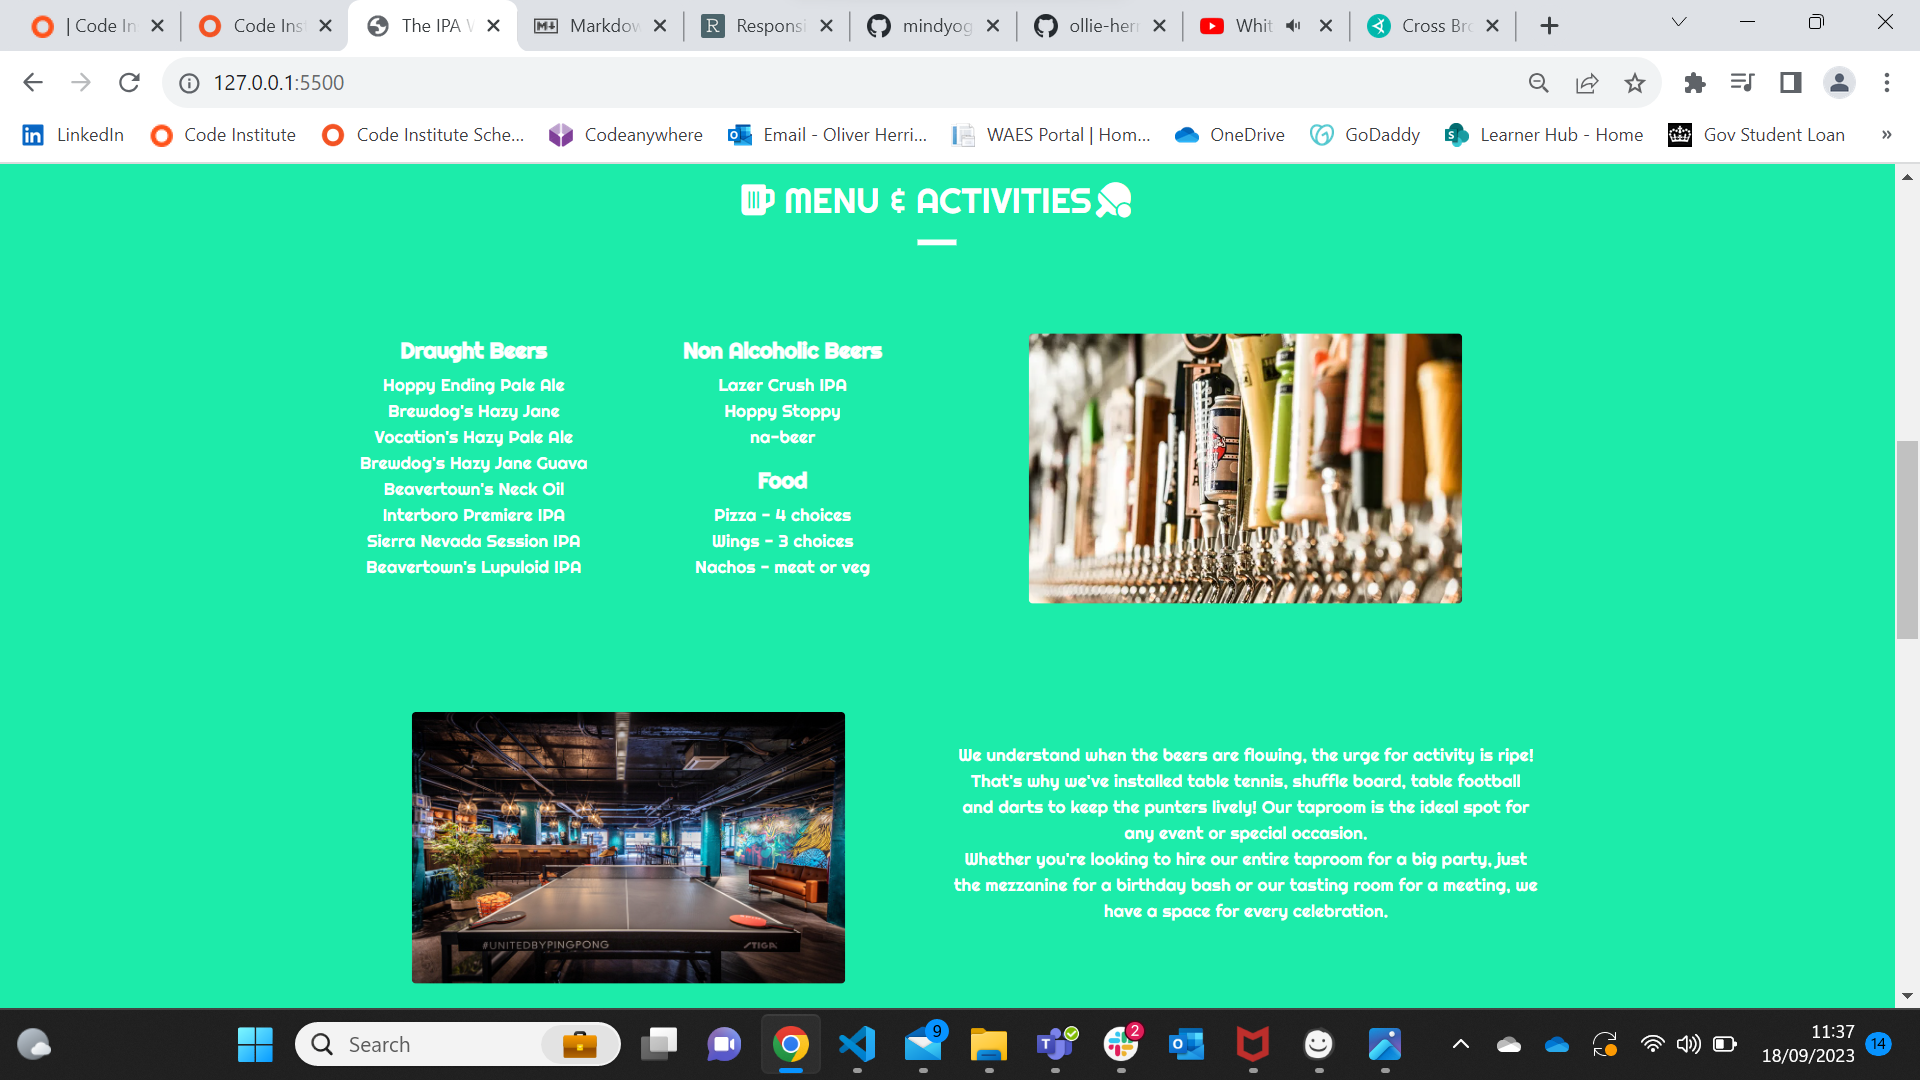 | Code In
Code Inst
The IPA W
Markdow
Responsi
mindyog
ollie-herr
Whit
Cross Bro
127.0.0.1:5500
LinkedIn
Code Institute
Code Institute Sche...
Codeanywhere
Email - Oliver Herri...
WAES Portal | Hom...
OneDrive
GoDaddy
Learner Hub - Home
Gov Student Loan
»
MENU & ACTIVITIES
Draught Beers
Hoppy Ending Pale Ale
Brewdog's Hazy Jane
Vocation's Hazy Pale Ale
Brewdog's Hazy Jane Guava
Beavertown's Neck Oil
Interboro Premiere IPA
Sierra Nevada Session IPA
Beavertown's Lupuloid IPA
Non Alcoholic Beers
Lazer Crush IPA
Hoppy Stoppy
na-beer
Food
Pizza - 4 choices
Wings - 3 choices
Nachos - meat or veg
#UNITEDBYPINGPONG
STIGA
We understand when the beers are flowing, the urge for activity is ripe!
That's why we've installed table tennis, shuffle board, table football
and darts to keep the punters lively! Our taproom is the ideal spot for
any event or special occasion.
Whether you're looking to hire our entire taproom for a big party, just
the mezzanine for a birthday bash or our tasting room for a meeting, we
have a space for every celebration.
Search
9
2
11:37
18/09/2023
14